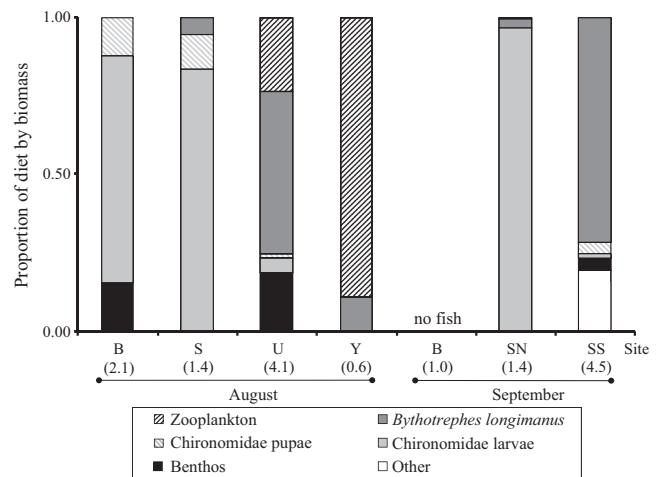 Proportion of diet by biomass
1.00
0.50
0.00
no fish
B S U Y B SN SS Site
(2.1) (1.4) (4.1) (0.6) (1.0) (1.4) (4.5)
August September
Zooplankton Bythotrephes longimanus
Chironomidae pupae Chironomidae larvae
Benthos Other